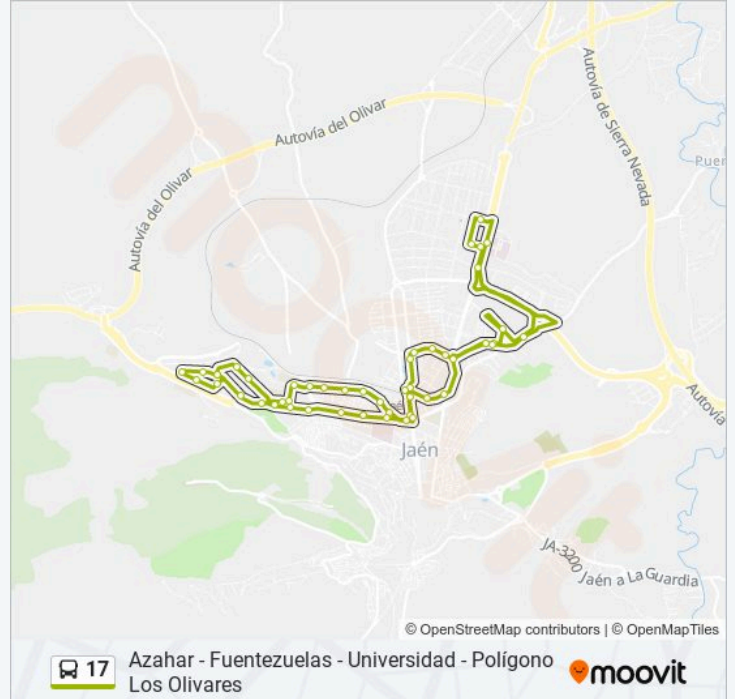 Autovía del Olivar
Autovía de Sierra Nevada
Autovía del Olivar
Puer
Autovía
Jaén
JA-3200 Jaén a La Guardia
© OpenStreetMap contributors | © OpenMapTiles
17
Azahar - Fuentezuelas - Universidad - Polígono
Los Olivares
moovit